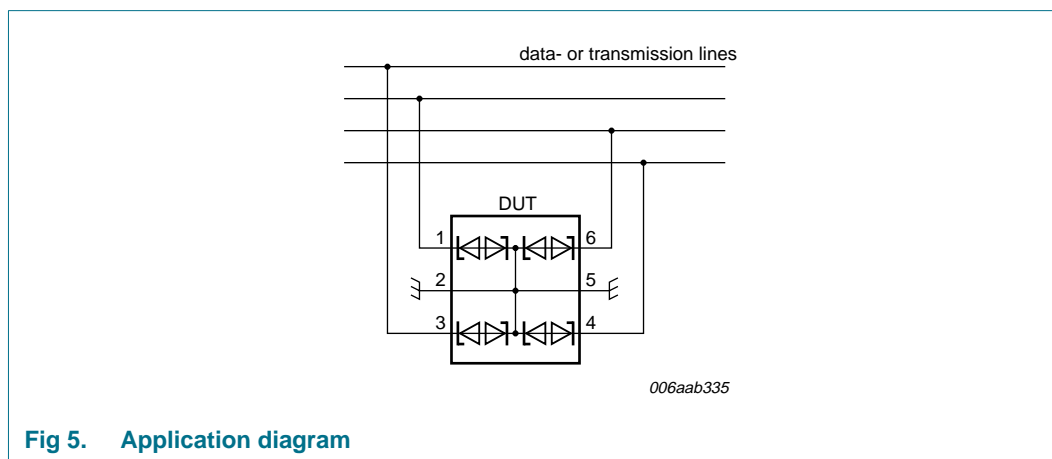 data- or transmission lines
DUT
1 6
2 5
3 4
006aab335
Fig 5. Application diagram